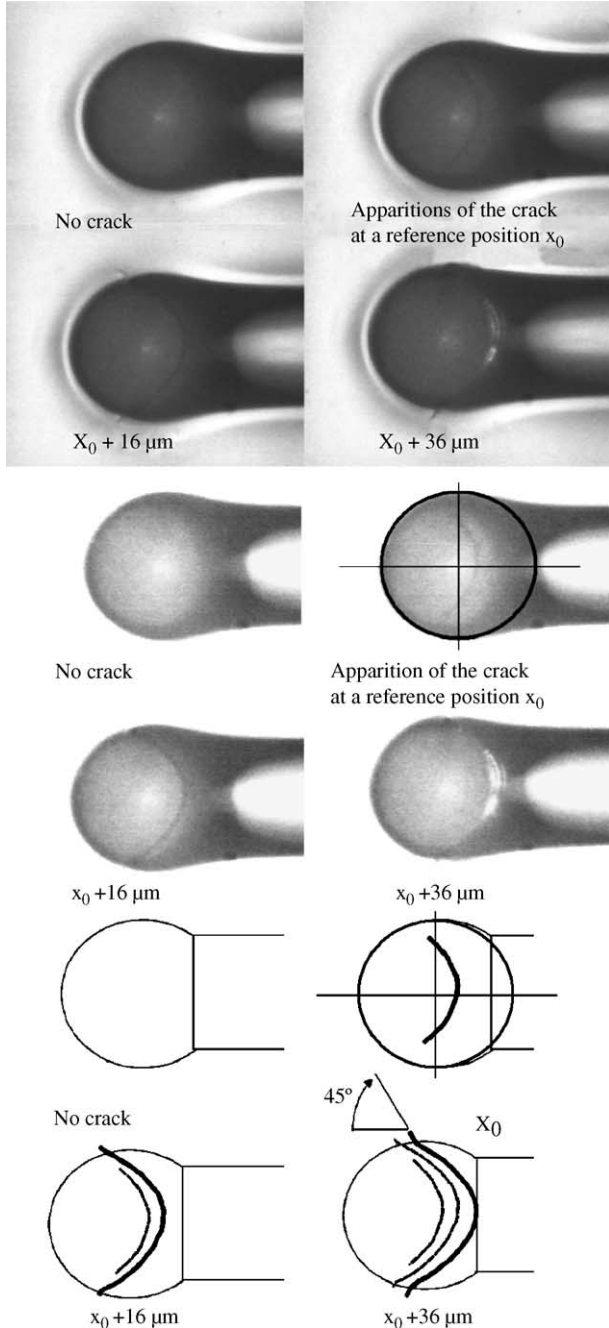 No crack
Apparitions of the crack
at a reference position x₀
X₀ + 16 µm
X₀ + 36 µm
No crack
Apparition of the crack
at a reference position x₀
x₀ +16 µm
x₀ +36 µm
No crack
45º
X₀
x₀ +16 µm
x₀ +36 µm